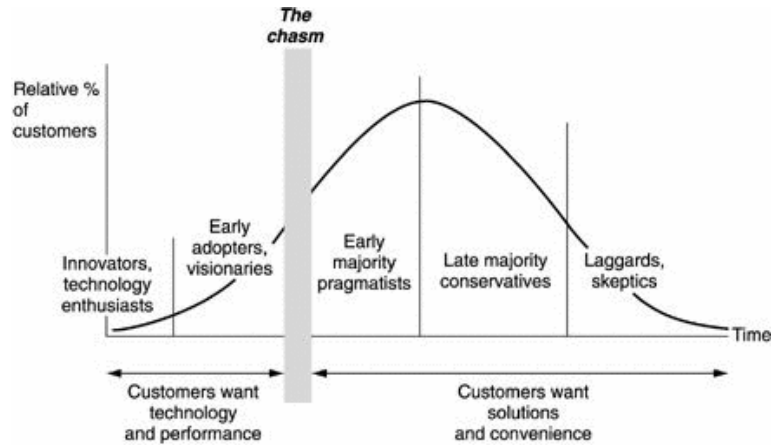 The
chasm
Relative %
of
customers
Innovators,
technology
enthusiasts
Early
adopters,
visionaries
Early
majority
pragmatists
Late majority
conservatives
Laggards,
skeptics
Time
Customers want
technology
and performance
Customers want
solutions
and convenience